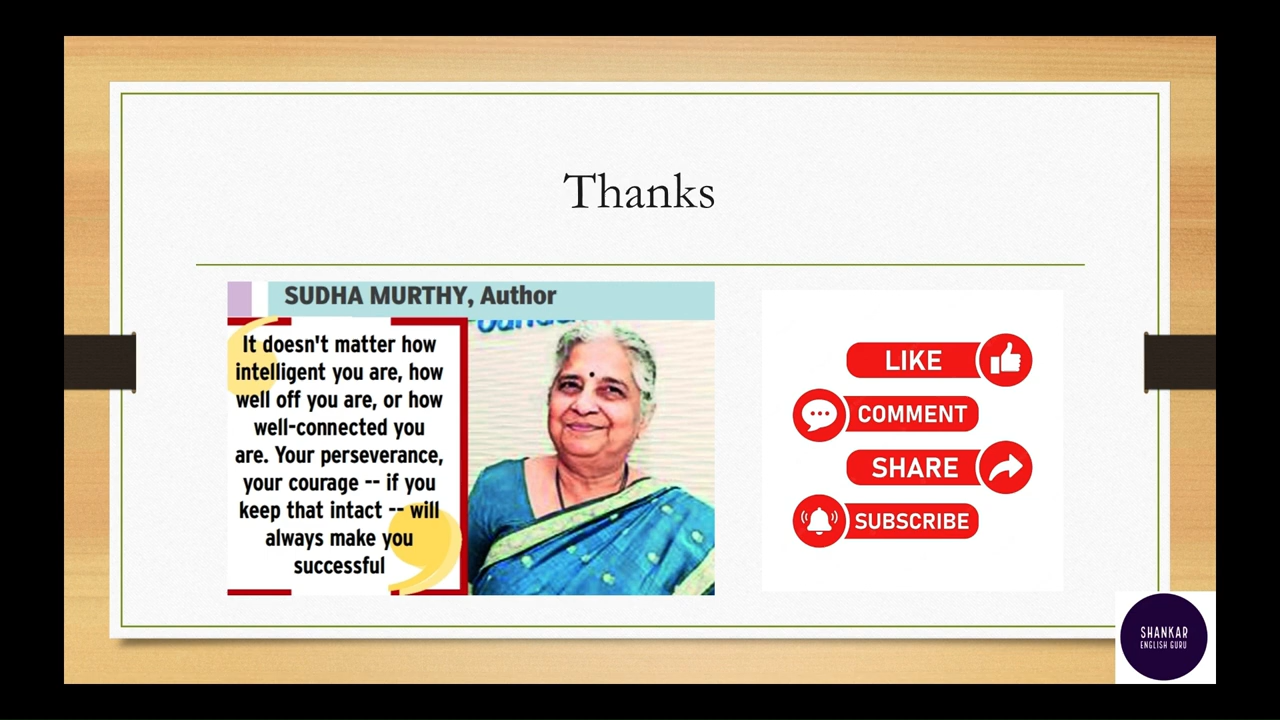 Thanks
SUDHA MURTHY, Author
It doesn't matter how
intelligent you are, how
well off you are, or how
well-connected you
are. Your perseverance,
your courage -- if you
keep that intact -- will
always make you
successful
LIKE
COMMENT
SHARE
SUBSCRIBE
SHANKAR
ENGLISH GURU